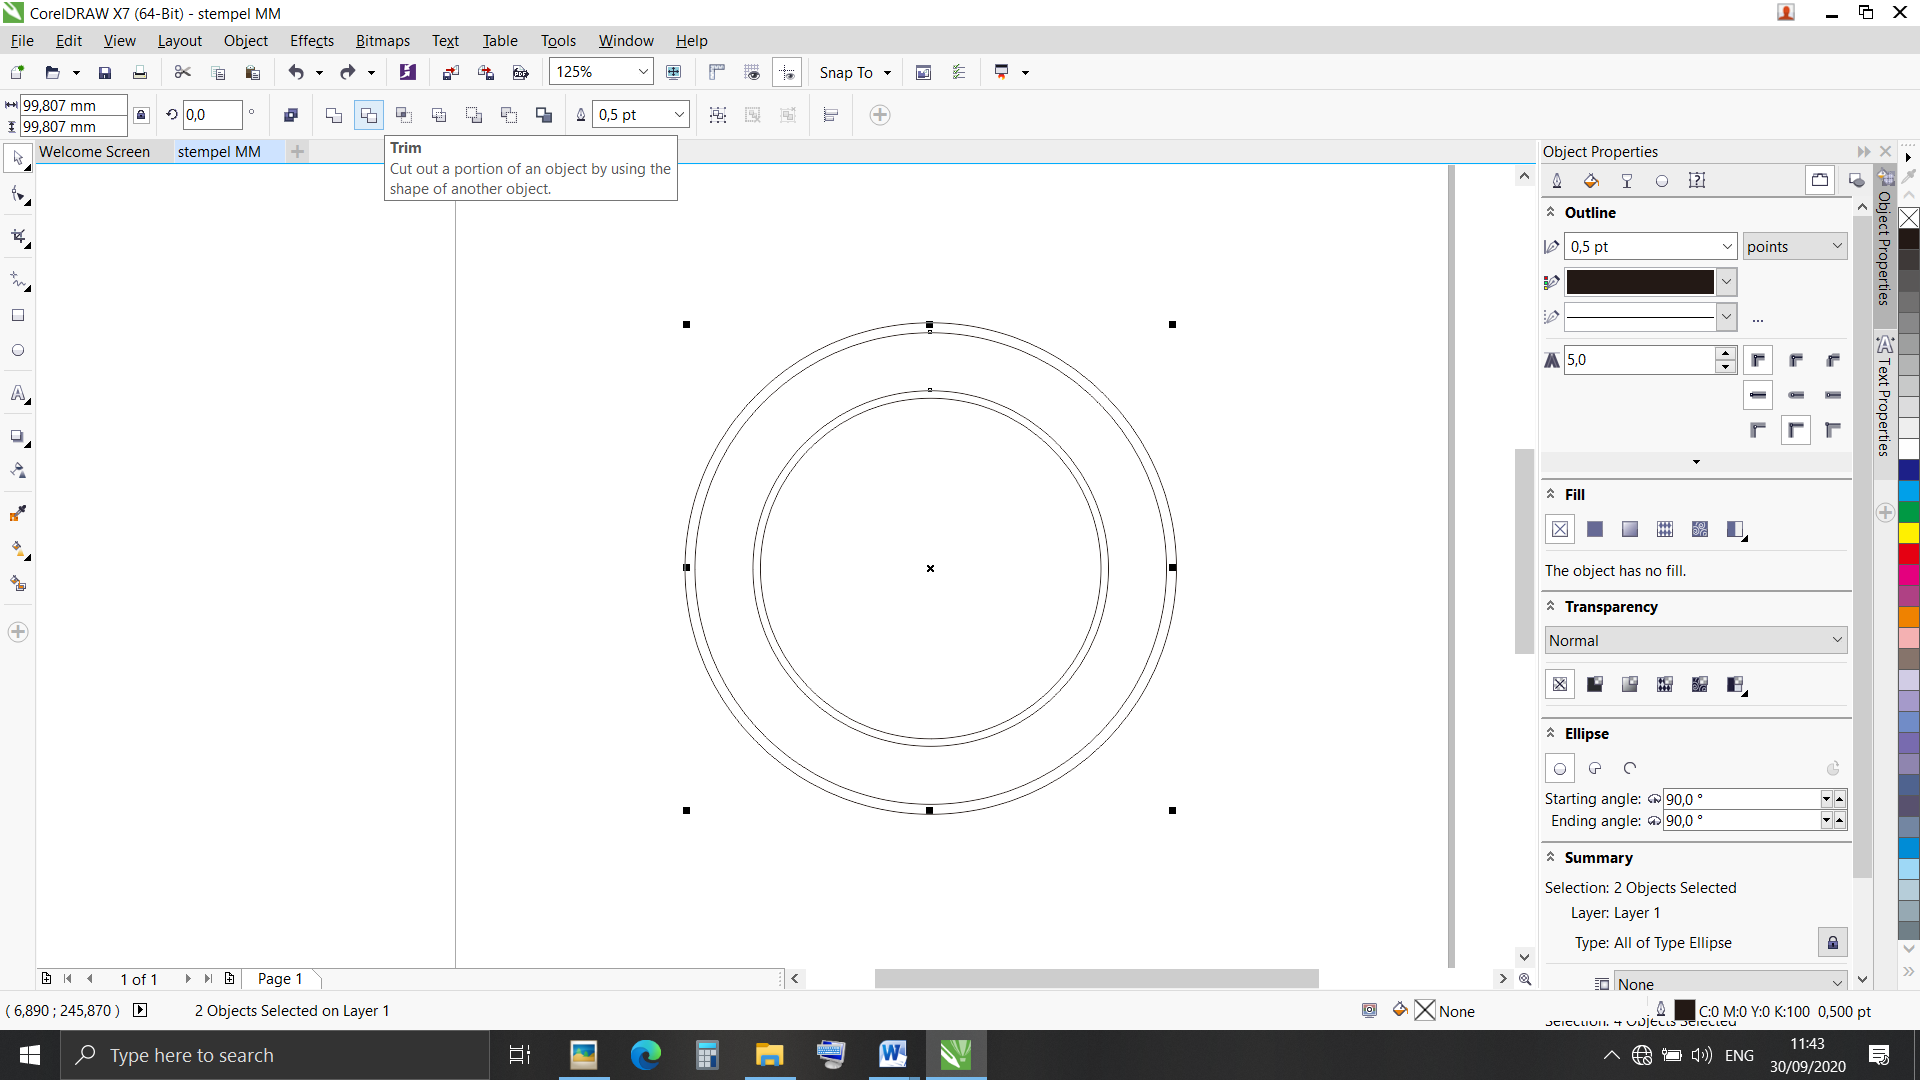 CorelDRAW X7 (64-Bit) - stempel MM
File Edit View Layout Object Effects Bitmaps Text Table Tools Window Help
125% Snap To
99,807 mm
99,807 mm
0,0 °
0,5 pt
Welcome Screen stempel MM
Trim
Cut out a portion of an object by using the
shape of another object.
Object Properties
Outline
0,5 pt points
...
5,0
Fill
The object has no fill.
Transparency
Normal
Ellipse
Starting angle: 90,0 °
Ending angle: 90,0 °
Summary
Selection: 2 Objects Selected
Layer: Layer 1
Type: All of Type Ellipse
None
Object Properties
Text Properties
1 of 1 Page 1
( 6,890 ; 245,870 ) 2 Objects Selected on Layer 1 None C:0 M:0 Y:0 K:100 0,500 pt
Selection: 4 Objects Selected
Type here to search
ENG
11:43
30/09/2020